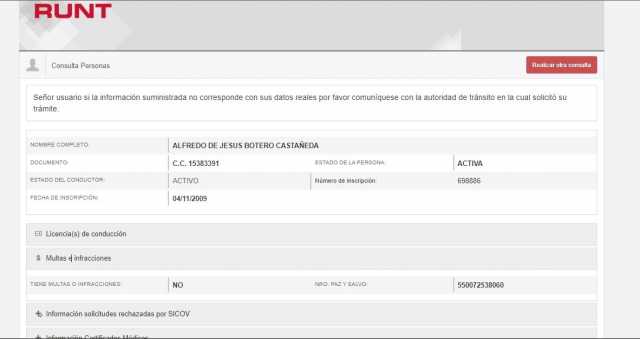 RUNT
Consulta Personas
Realizar otra consulta
Señor usuario si la información suministrada no corresponde con sus datos reales por favor comuníquese con la autoridad de tránsito en la cual solicitó su
trámite.
NOMBRE COMPLETO: ALFREDO DE JESUS BOTERO CASTAÑEDA
DOCUMENTO: C.C. 15383391 ESTADO DE LA PERSONA: ACTIVA
ESTADO DEL CONDUCTOR: ACTIVO Número de inscripción: 698886
FECHA DE INSCRIPCIÓN: 04/11/2009
Licencia(s) de conducción
Multas e infracciones
TIENE MULTAS O INFRACCIONES: NO NRO. PAZ Y SALVO: 550072538060
Información solicitudes rechazadas por SICOV
Información Certificados Médicos